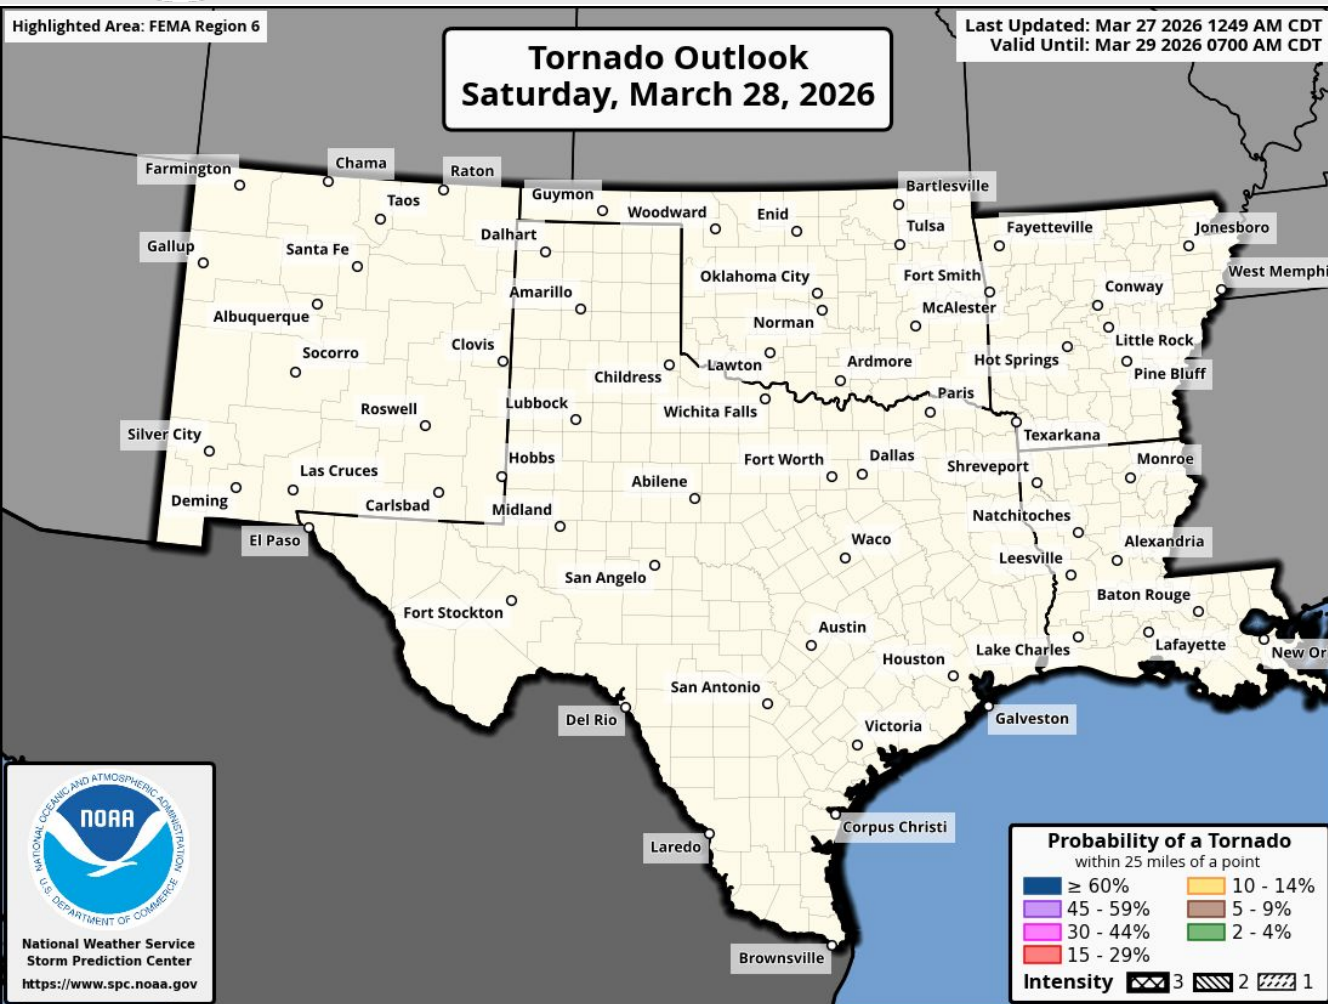 Highlighted Area: FEMA Region 6
Last Updated: Mar 27 2026 1249 AM CDT
Valid Until: Mar 29 2026 0700 AM CDT
Tornado Outlook
Saturday, March 28, 2026
Farmington
Chama
Raton
Taos
Guymon
Woodward
Enid
Bartlesville
Tulsa
Fayetteville
Jonesboro
Gallup
Santa Fe
Dalhart
Oklahoma City
Fort Smith
West Memphi
Albuquerque
Amarillo
Norman
McAlester
Conway
Little Rock
Socorro
Clovis
Childress
Lawton
Ardmore
Hot Springs
Pine Bluff
Roswell
Lubbock
Wichita Falls
Paris
Texarkana
Silver City
Las Cruces
Hobbs
Abilene
Fort Worth
Dallas
Shreveport
Monroe
Deming
Carlsbad
Midland
Natchitoches
El Paso
San Angelo
Waco
Leesville
Alexandria
Fort Stockton
Austin
Baton Rouge
Houston
Lake Charles
Lafayette
New Or
San Antonio
Del Rio
Victoria
Galveston
Laredo
Corpus Christi
Brownsville
NATIONAL OCEANIC AND ATMOSPHERIC ADMINISTRATION
NOAA
U.S. DEPARTMENT OF COMMERCE
National Weather Service
Storm Prediction Center
https://www.spc.noaa.gov
Probability of a Tornado
within 25 miles of a point
≥ 60% 10 - 14%
45 - 59% 5 - 9%
30 - 44% 2 - 4%
15 - 29%
Intensity 3 2 1